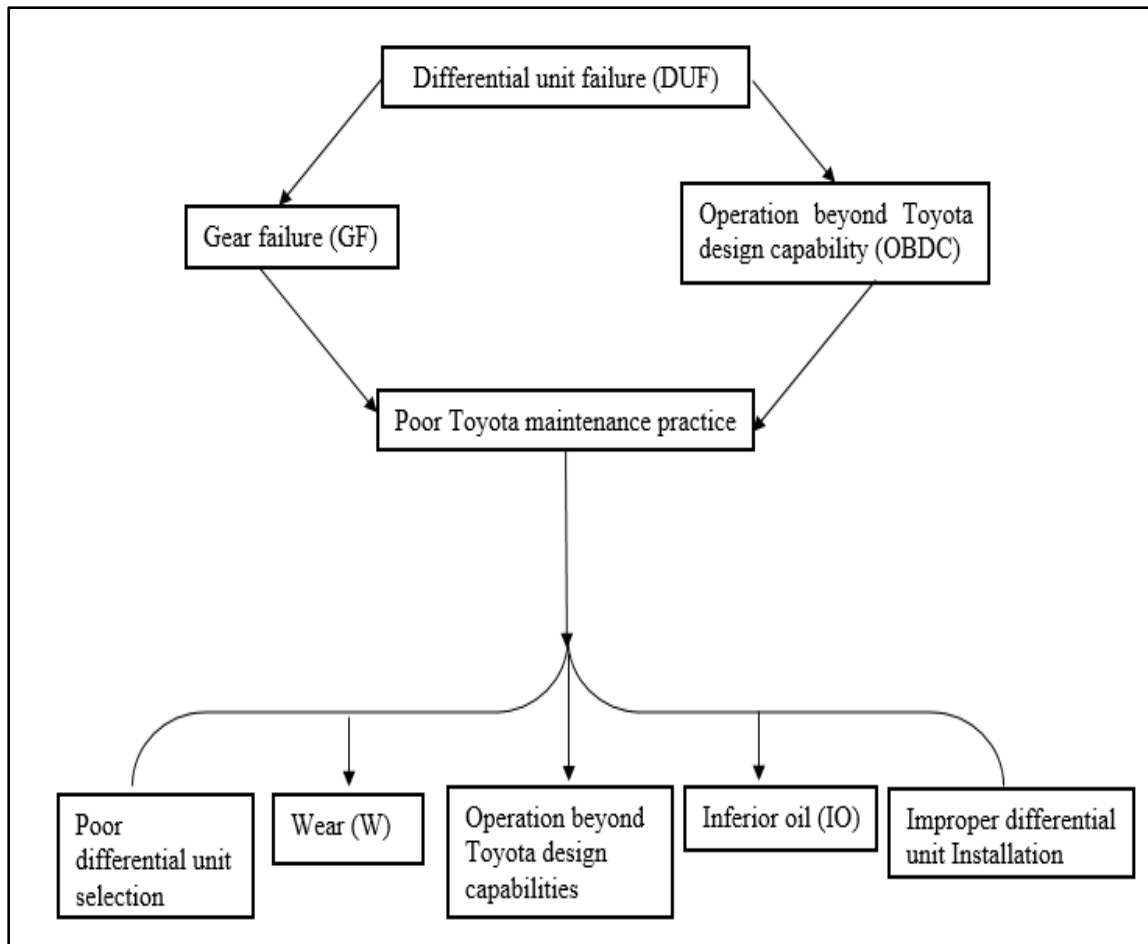 Differential unit failure (DUF)
Gear failure (GF)
Operation beyond Toyota
design capability (OBDC)
Poor Toyota maintenance practice
Poor
differential unit
selection
Wear (W)
Operation beyond
Toyota design
capabilities
Inferior oil (IO)
Improper differential
unit Installation